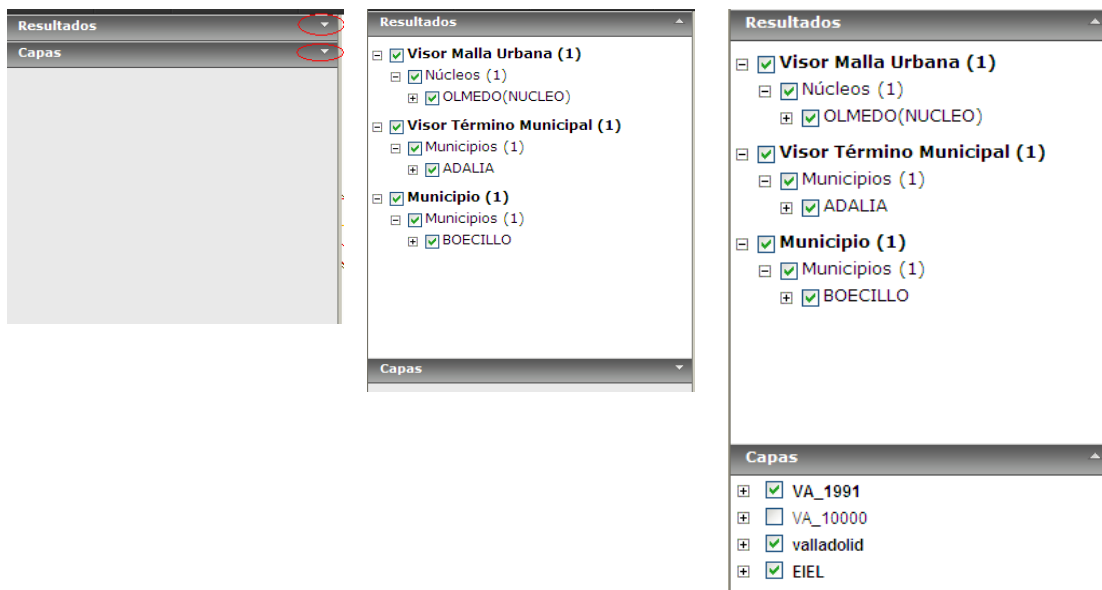 Resultados
Capas
Resultados
Visor Malla Urbana (1)
Núcleos (1)
OLMEDO(NUCLEO)
Visor Término Municipal (1)
Municipios (1)
ADALIA
Municipio (1)
Municipios (1)
BOECILLO
Capas
Resultados
Visor Malla Urbana (1)
Núcleos (1)
OLMEDO(NUCLEO)
Visor Término Municipal (1)
Municipios (1)
ADALIA
Municipio (1)
Municipios (1)
BOECILLO
Capas
VA_1991
VA_10000
valladolid
EIEL